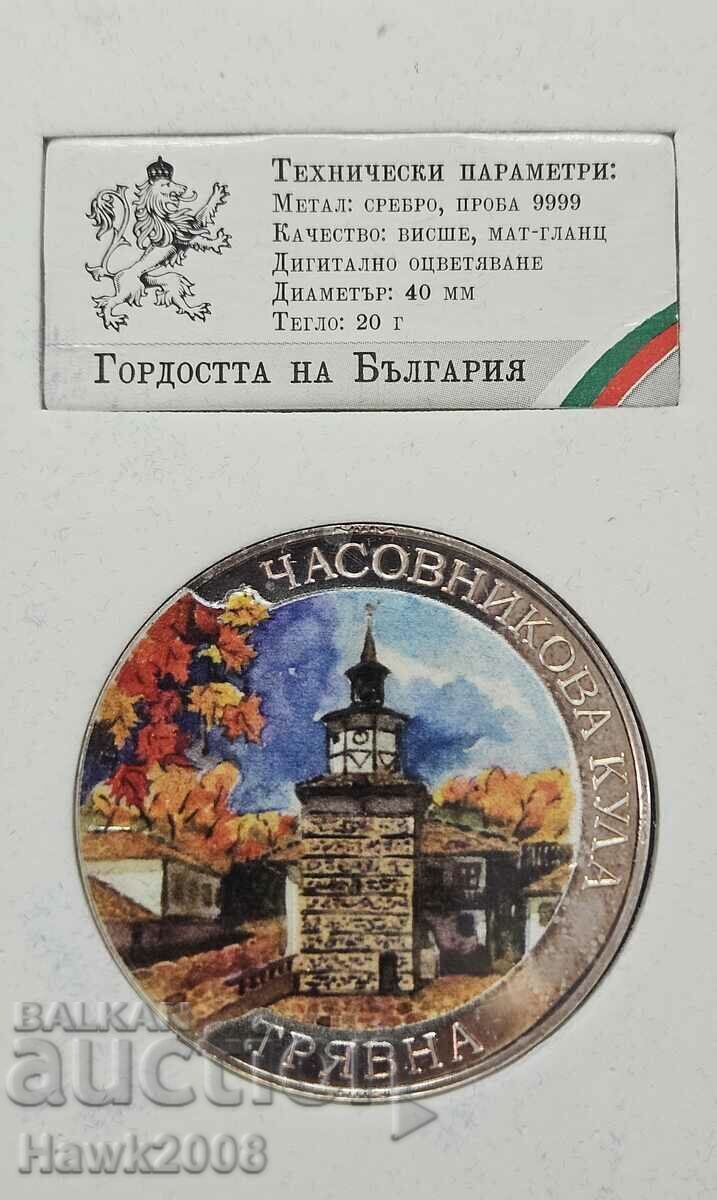 Технически параметри:
Метал: сребро, проба 9999
Качество: висше, мат-гланц
Дигитално оцветяване
Диаметър: 40 мм
Тегло: 20 г
Гордостта на България
ЧАСОВНИКОВА КУЛА
ТРЯВНА
BALKAN
auction
Hawk2008